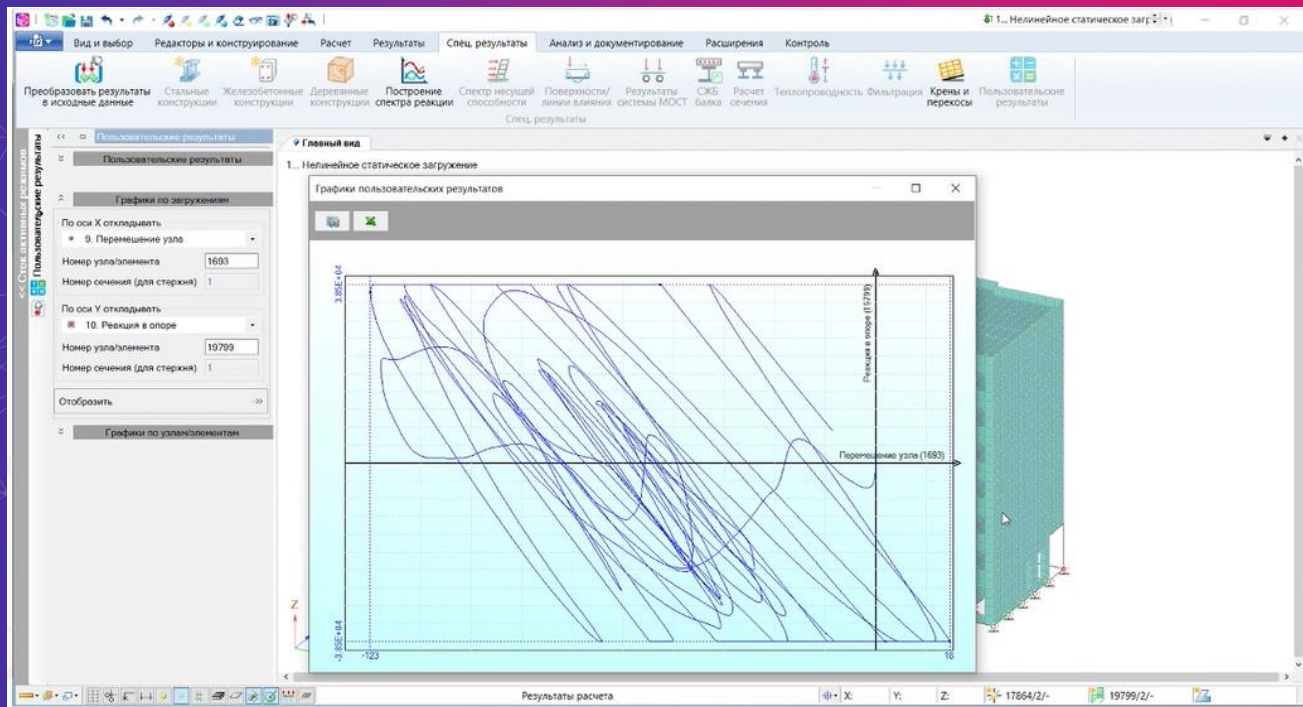 1... Нелинейное статическое загр
Вид и выбор Редакторы и конструирование Расчет Результаты Спец. результаты Анализ и документирование Расширения Контроль
Преобразовать результаты в исходные данные
Стальные конструкции
Железобетонные конструкции
Деревянные конструкции
Построение спектра реакции
Спектр несущей способности
Поверхности/линии влияния
Результаты системы МОСТ
СЖБ балка
Расчет сечения
Теплопроводность
Фильтрация
Крены и перекосы
Пользовательские результаты
Спец. результаты
<< Стек активных режимов
Пользовательские результаты
<< Пользовательские результаты
Пользовательские результаты
Графики по загружениям
По оси X откладывать
9. Перемещение узла
Номер узла/элемента 1693
Номер сечения (для стержня) 1
По оси Y откладывать
10. Реакция в опоре
Номер узла/элемента 19799
Номер сечения (для стержня) 1
Отобразить
Графики по узлам/элементам
Главный вид
1... Нелинейное статическое загружение
Графики пользовательских результатов
3.85E+04
Реакция в опоре (19799)
Перемещение узла (1693)
-3.85E+04
-123
18
Z
Результаты расчета X: Y: Z: 17864/2/- 19799/2/-